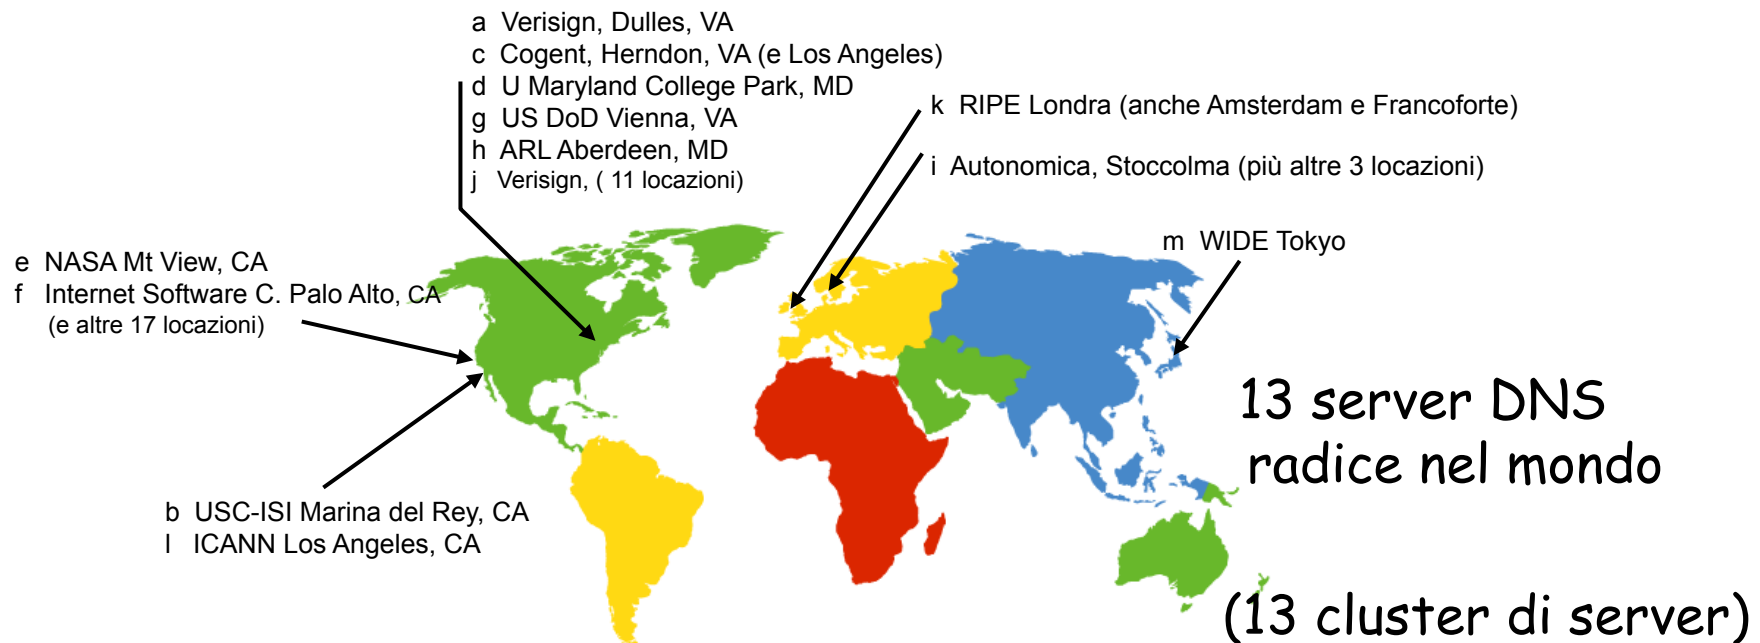 a Verisign, Dulles, VA
c Cogent, Herndon, VA (e Los Angeles)
d U Maryland College Park, MD
g US DoD Vienna, VA
h ARL Aberdeen, MD
j Verisign, ( 11 locazioni)
k RIPE Londra (anche Amsterdam e Francoforte)
i Autonomica, Stoccolma (più altre 3 locazioni)
m WIDE Tokyo
e NASA Mt View, CA
f Internet Software C. Palo Alto, CA
(e altre 17 locazioni)
b USC-ISI Marina del Rey, CA
l ICANN Los Angeles, CA
13 server DNS
radice nel mondo
(13 cluster di server)